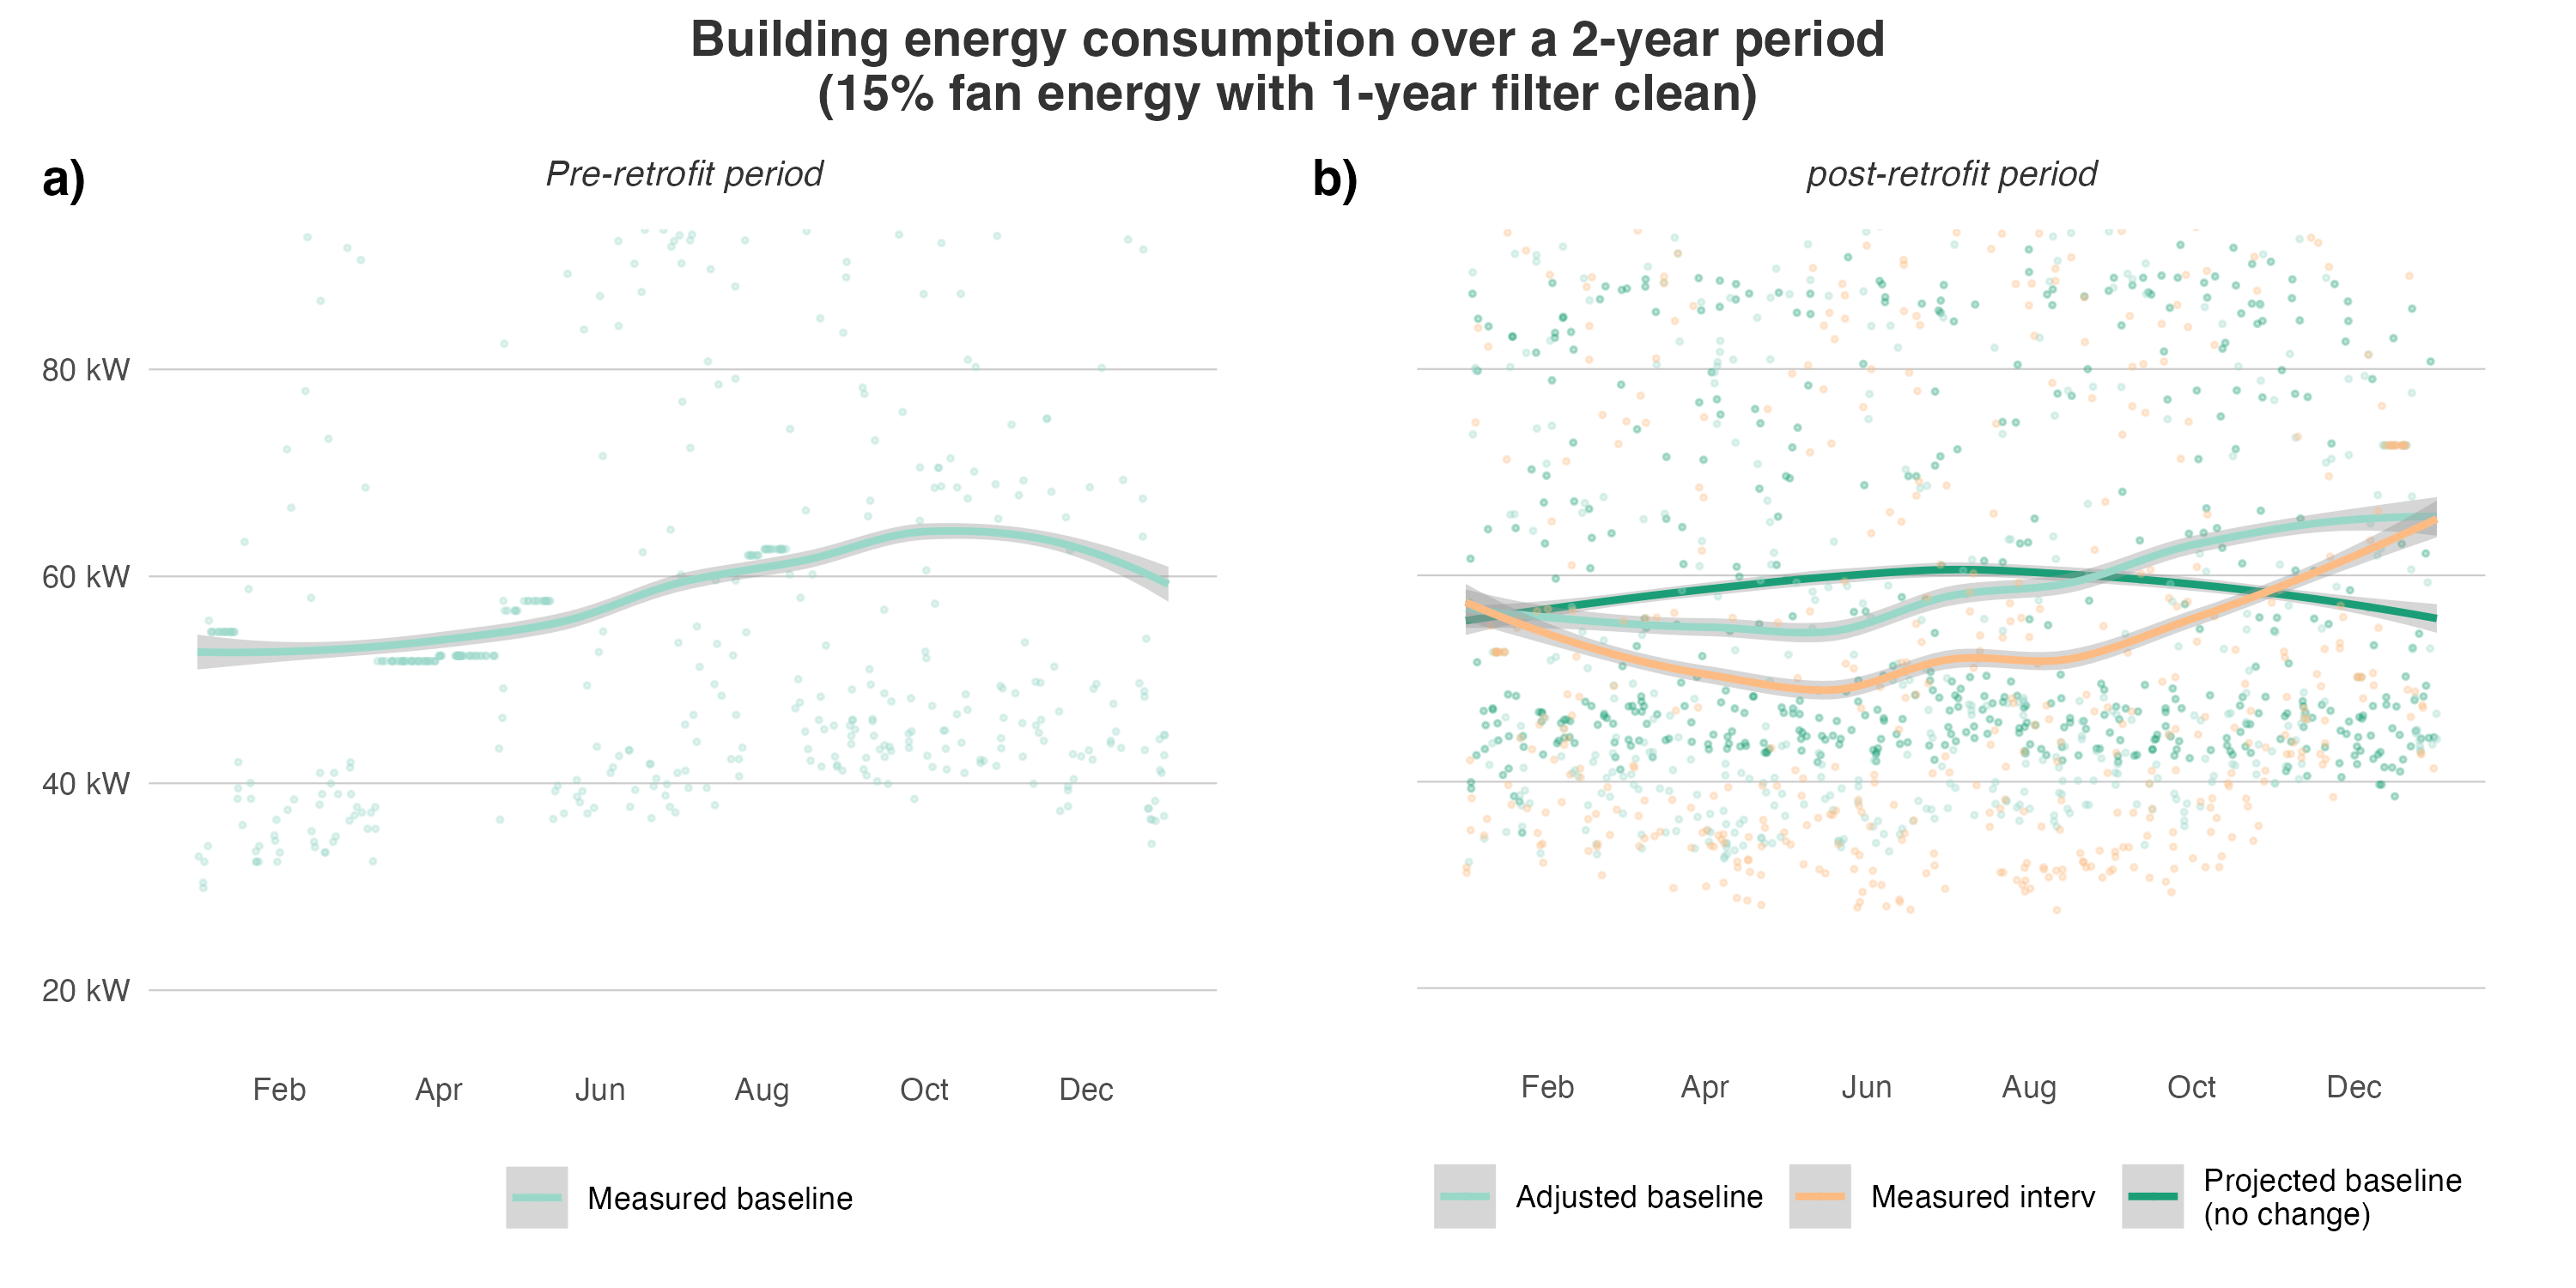 Building energy consumption over a 2-year period
(15% fan energy with 1-year filter clean)
a)
Pre-retrofit period
80 kW
60 kW
40 kW
20 kW
Feb
Apr
Jun
Aug
Oct
Dec
Measured baseline
b)
post-retrofit period
Feb
Apr
Jun
Aug
Oct
Dec
Adjusted baseline
Measured interv
Projected baseline
(no change)